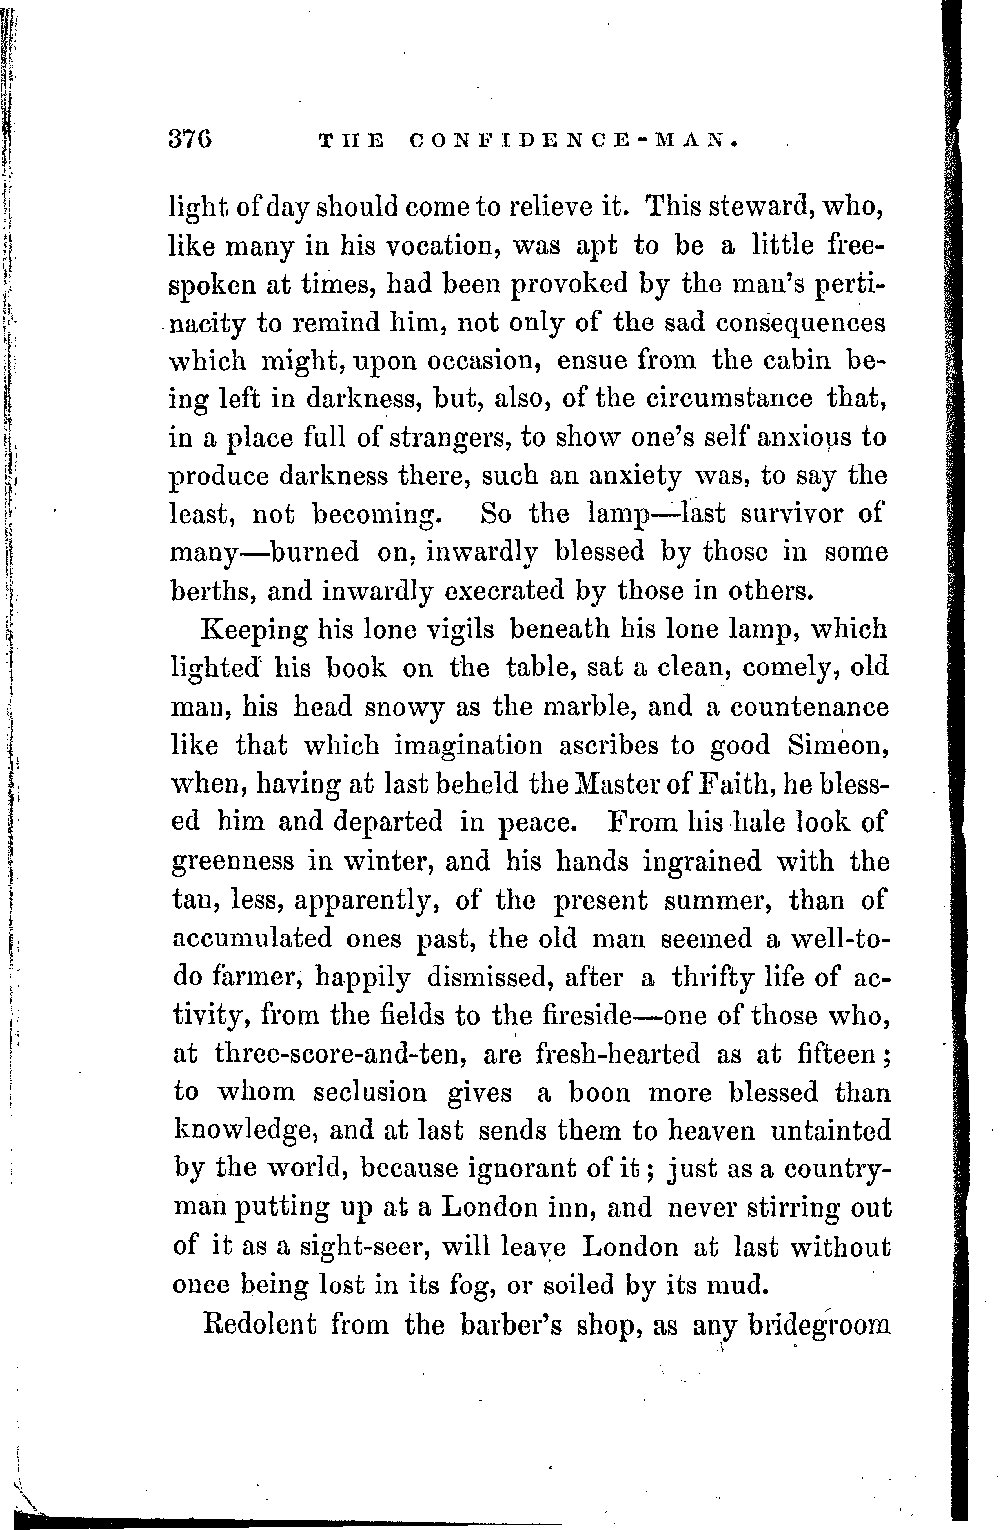 376 THE CONFIDENCE-MAN.
light of day should come to relieve it. This steward, who,
like many in his vocation, was apt to be a little free-
spoken at times, had been provoked by the man's perti-
nacity to remind him, not only of the sad consequences
which might, upon occasion, ensue from the cabin be-
ing left in darkness, but, also, of the circumstance that,
in a place full of strangers, to show one's self anxious to
produce darkness there, such an anxiety was, to say the
least, not becoming. So the lamp—last survivor of
many—burned on, inwardly blessed by those in some
berths, and inwardly execrated by those in others.
Keeping his lone vigils beneath his lone lamp, which
lighted his book on the table, sat a clean, comely, old
man, his head snowy as the marble, and a countenance
like that which imagination ascribes to good Simeon,
when, having at last beheld the Master of Faith, he bless-
ed him and departed in peace. From his hale look of
greenness in winter, and his hands ingrained with the
tan, less, apparently, of the present summer, than of
accumulated ones past, the old man seemed a well-to-
do farmer, happily dismissed, after a thrifty life of ac-
tivity, from the fields to the fireside—one of those who,
at three-score-and-ten, are fresh-hearted as at fifteen;
to whom seclusion gives a boon more blessed than
knowledge, and at last sends them to heaven untainted
by the world, because ignorant of it; just as a country-
man putting up at a London inn, and never stirring out
of it as a sight-seer, will leave London at last without
once being lost in its fog, or soiled by its mud.
Redolent from the barber's shop, as any bridegroom